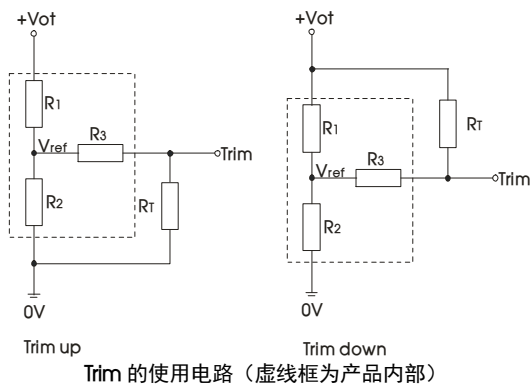 +Vot
R1
R3
Vref
Trim
R2
RT
0V
Trim up
+Vot
R1
RT
R3
Vref
Trim
R2
0V
Trim down
Trim 的使用电路（虚线框为产品内部）